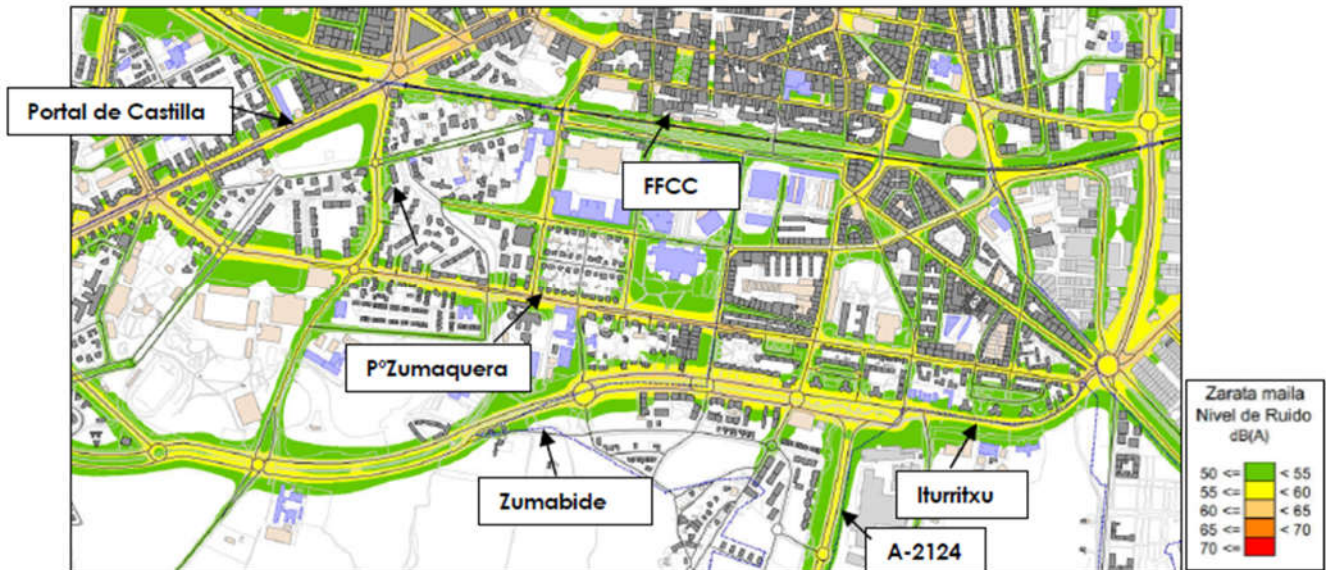 Portal de Castilla
FFCC
PºZumaquera
Zumabide
Iturritxu
A-2124
Zarata maila
Nivel de Ruido
dB(A)
50 <= < 55
55 <= < 60
60 <= < 65
65 <= < 70
70 <=